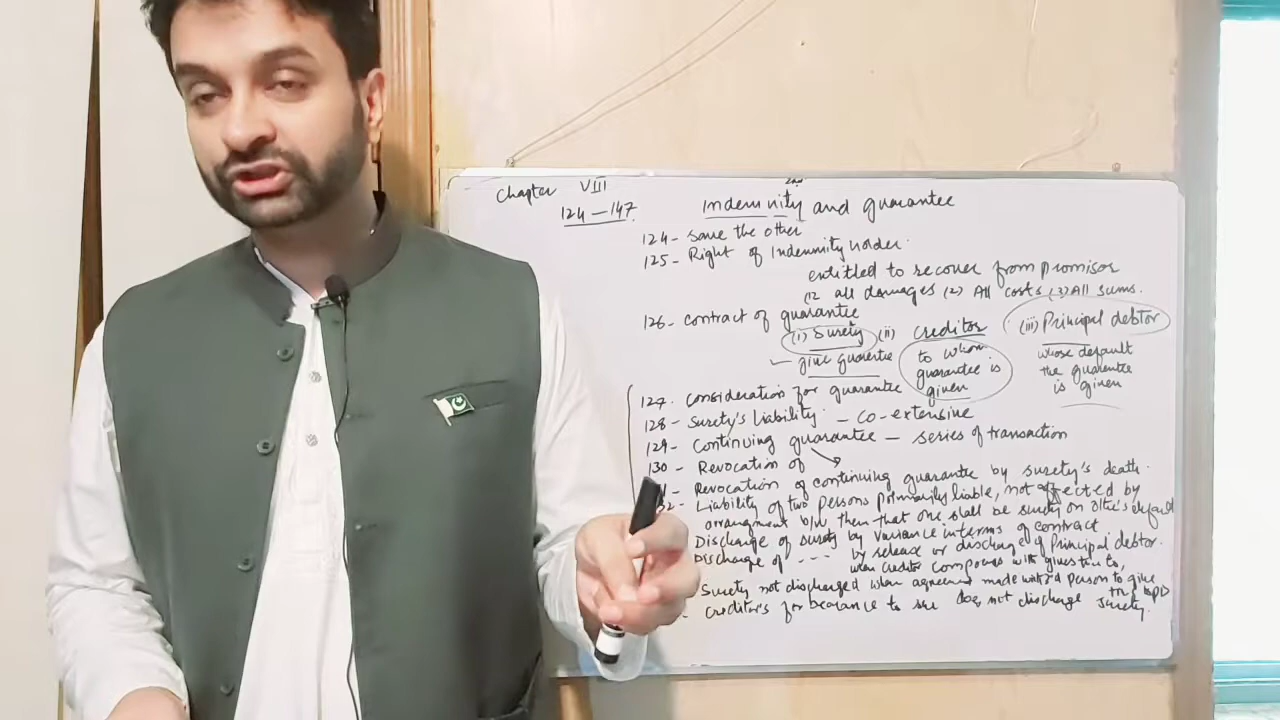 Chapter VIII
124 - 147
Indemnity and guarantee
124 - Save the other
125 - Right of Indemnity holder.
entitled to recover from promisor
(1) all damages (2) All costs (3) All sums.
126 - contract of guarantee
(i) Surety (ii) creditor (iii) Principal debtor
give guarantee
to whom guarantee is given
whose default the guarantee is given
127. consideration for guarantee
128 - Surety's Liability - co-extensive
129 - Continuing guarantee - series of transaction
130 - Revocation of
Revocation of continuing guarantee by surety's death.
Liability of two persons primarily liable, not affected by
arrangment b/w them that one shall be surety on other's default
Discharge of surety by variance in terms of contract
Discharge of - - - by release or discharge of Principal debtor.
when creditor compounds with, gives time to,
Surety not discharged when agreement made with 3rd Person to give
creditor's forbearance to sue does not discharge surety.